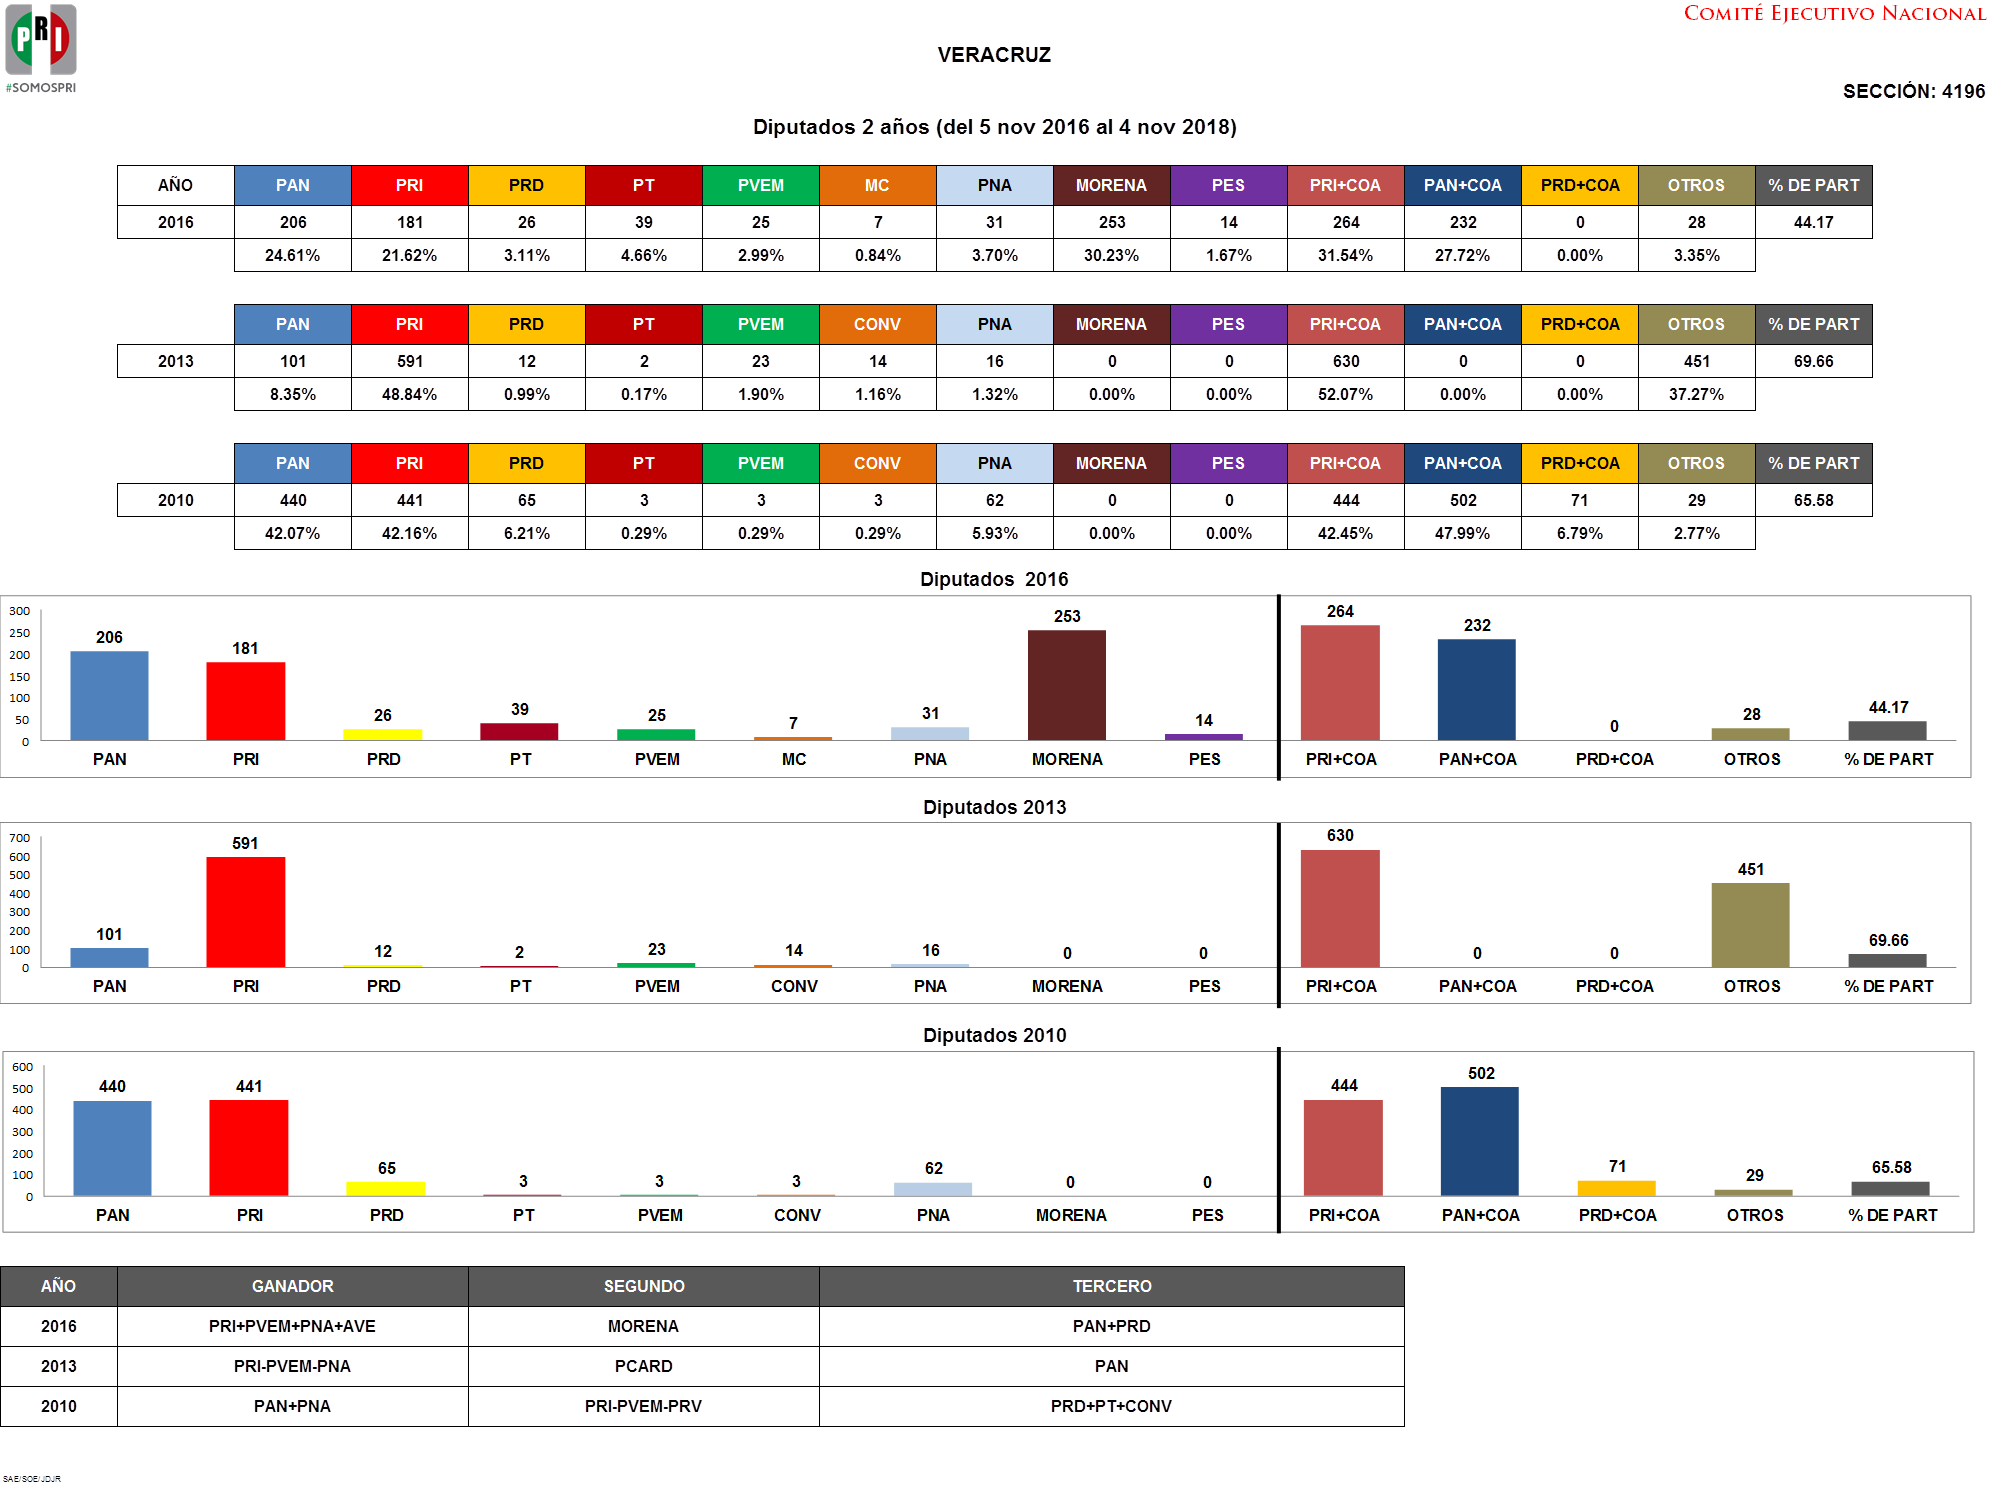 PRI
#SOMOSPRI
COMITÉ EJECUTIVO NACIONAL
VERACRUZ
SECCIÓN: 4196
Diputados 2 años (del 5 nov 2016 al 4 nov 2018)
AÑO PAN PRI PRD PT PVEM MC PNA MORENA PES PRI+COA PAN+COA PRD+COA OTROS % DE PART
2016 206 181 26 39 25 7 31 253 14 264 232 0 28 44.17
24.61% 21.62% 3.11% 4.66% 2.99% 0.84% 3.70% 30.23% 1.67% 31.54% 27.72% 0.00% 3.35%
PAN PRI PRD PT PVEM CONV PNA MORENA PES PRI+COA PAN+COA PRD+COA OTROS % DE PART
2013 101 591 12 2 23 14 16 0 0 630 0 0 451 69.66
8.35% 48.84% 0.99% 0.17% 1.90% 1.16% 1.32% 0.00% 0.00% 52.07% 0.00% 0.00% 37.27%
PAN PRI PRD PT PVEM CONV PNA MORENA PES PRI+COA PAN+COA PRD+COA OTROS % DE PART
2010 440 441 65 3 3 3 62 0 0 444 502 71 29 65.58
42.07% 42.16% 6.21% 0.29% 0.29% 0.29% 5.93% 0.00% 0.00% 42.45% 47.99% 6.79% 2.77%
Diputados 2016
300
250
200
150
100
50
0
206 181 26 39 25 7 31 253 14 264 232 0 28 44.17
PAN PRI PRD PT PVEM MC PNA MORENA PES PRI+COA PAN+COA PRD+COA OTROS % DE PART
Diputados 2013
700
600
500
400
300
200
100
0
101 591 12 2 23 14 16 0 0 630 0 0 451 69.66
PAN PRI PRD PT PVEM CONV PNA MORENA PES PRI+COA PAN+COA PRD+COA OTROS % DE PART
Diputados 2010
600
500
400
300
200
100
0
440 441 65 3 3 3 62 0 0 444 502 71 29 65.58
PAN PRI PRD PT PVEM CONV PNA MORENA PES PRI+COA PAN+COA PRD+COA OTROS % DE PART
AÑO GANADOR SEGUNDO TERCERO
2016 PRI+PVEM+PNA+AVE MORENA PAN+PRD
2013 PRI-PVEM-PNA PCARD PAN
2010 PAN+PNA PRI-PVEM-PRV PRD+PT+CONV
SAE/SOE/JDJR